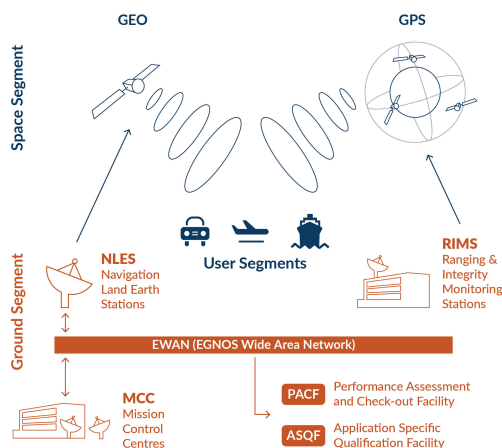 GEO
GPS
Space Segment
User Segments
Ground Segment
NLES
Navigation
Land Earth
Stations
RIMS
Ranging &
Integrity
Monitoring
Stations
EWAN (EGNOS Wide Area Network)
MCC
Mission
Control
Centres
PACF
Performance Assessment
and Check-out Facility
ASQF
Application Specific
Qualification Facility